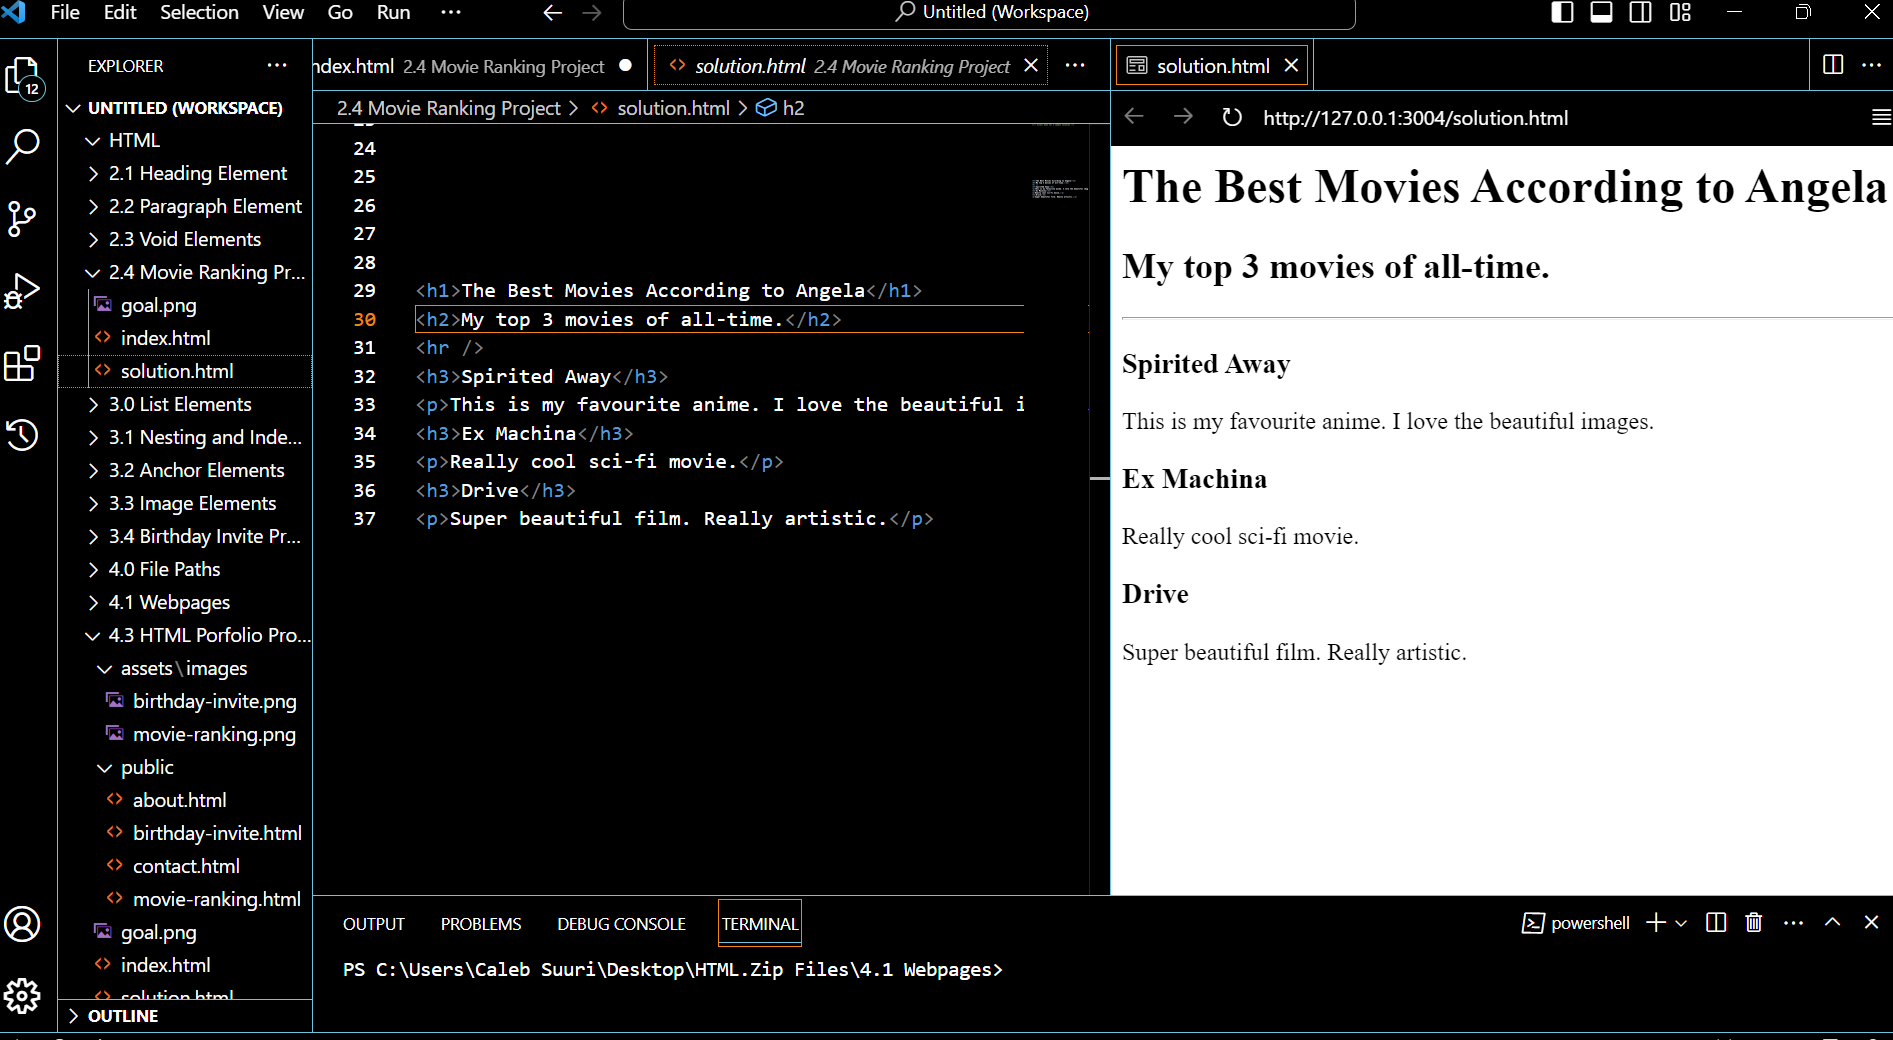 File Edit Selection View Go Run ··· Untitled (Workspace)
12
EXPLORER ···
UNTITLED (WORKSPACE)
HTML
2.1 Heading Element
2.2 Paragraph Element
2.3 Void Elements
2.4 Movie Ranking Pr...
goal.png
index.html
solution.html
3.0 List Elements
3.1 Nesting and Inde...
3.2 Anchor Elements
3.3 Image Elements
3.4 Birthday Invite Pr...
4.0 File Paths
4.1 Webpages
4.3 HTML Porfolio Pro...
assets\images
birthday-invite.png
movie-ranking.png
public
about.html
birthday-invite.html
contact.html
movie-ranking.html
goal.png
index.html
solution.html
OUTLINE
ndex.html 2.4 Movie Ranking Project
solution.html 2.4 Movie Ranking Project
2.4 Movie Ranking Project > solution.html > h2
24
25
26
27
28
29 <h1>The Best Movies According to Angela</h1>
30 <h2>My top 3 movies of all-time.</h2>
31 <hr />
32 <h3>Spirited Away</h3>
33 <p>This is my favourite anime. I love the beautiful i
34 <h3>Ex Machina</h3>
35 <p>Really cool sci-fi movie.</p>
36 <h3>Drive</h3>
37 <p>Super beautiful film. Really artistic.</p>
solution.html
http://127.0.0.1:3004/solution.html
The Best Movies According to Angela
My top 3 movies of all-time.
Spirited Away
This is my favourite anime. I love the beautiful images.
Ex Machina
Really cool sci-fi movie.
Drive
Super beautiful film. Really artistic.
OUTPUT PROBLEMS DEBUG CONSOLE TERMINAL
powershell
PS C:\Users\Caleb Suuri\Desktop\HTML.Zip Files\4.1 Webpages>